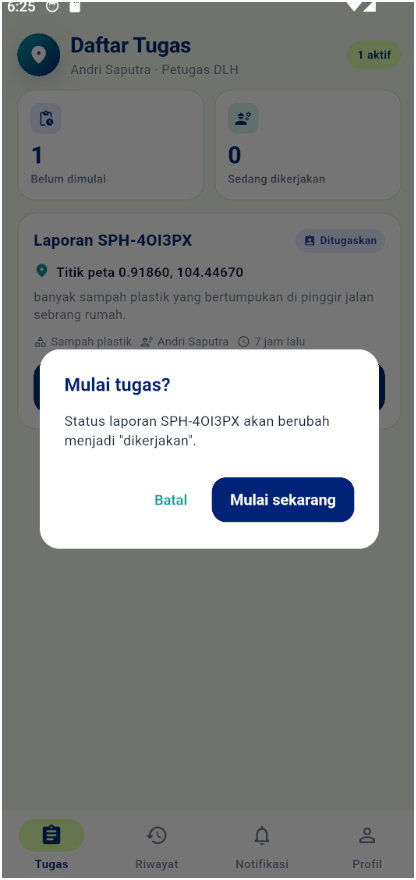 6:25
Daftar Tugas
Andri Saputra · Petugas DLH
1 aktif
1
Belum dimulai
0
Sedang dikerjakan
Laporan SPH-4OI3PX
Ditugaskan
Titik peta 0.91860, 104.44670
banyak sampah plastik yang bertumpukan di pinggir jalan
sebrang rumah.
Sampah plastik
Andri Saputra
7 jam lalu
Mulai tugas?
Status laporan SPH-4OI3PX akan berubah
menjadi "dikerjakan".
Batal
Mulai sekarang
Tugas
Riwayat
Notifikasi
Profil